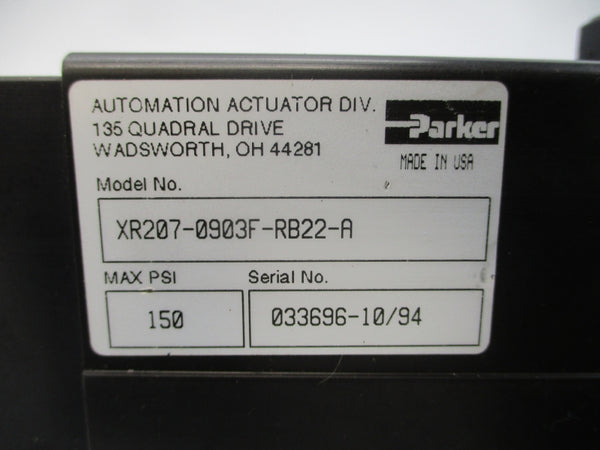 AUTOMATION ACTUATOR DIV.
135 QUADRAL DRIVE
WADSWORTH, OH 44281
Parker
MADE IN USA
Model No.
XR207-0903F-RB22-A
MAX PSI
Serial No.
150
033696-10/94